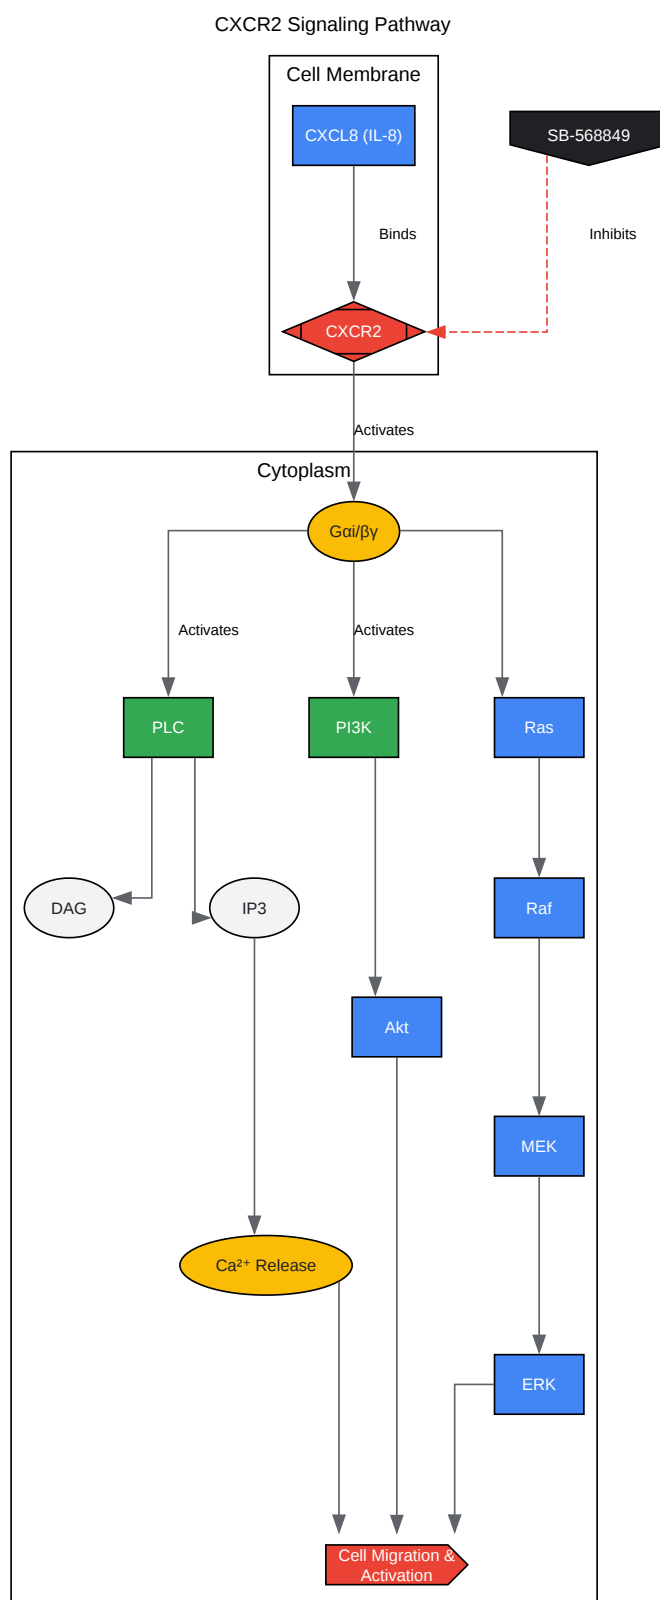 CXCR2 Signaling Pathway
Cell Membrane
CXCL8 (IL-8)
SB-568849
Binds
Inhibits
CXCR2
Activates
Cytoplasm
Gαi/βγ
Activates
Activates
PLC
PI3K
Ras
DAG
IP3
Raf
Akt
MEK
Ca²⁺ Release
ERK
Cell Migration &
Activation